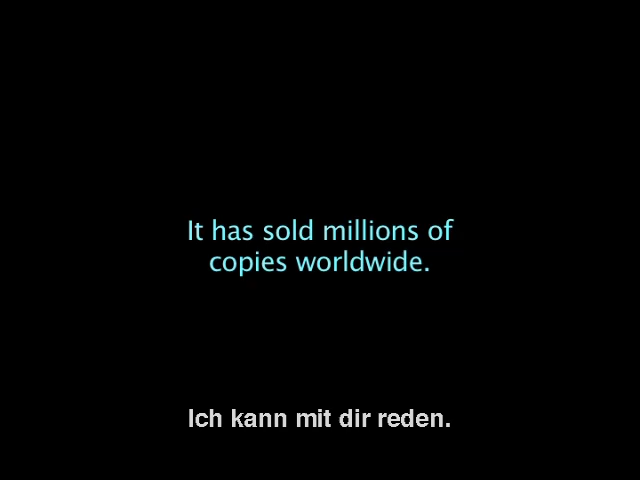 It has sold millions of
copies worldwide.
Ich kann mit dir reden.